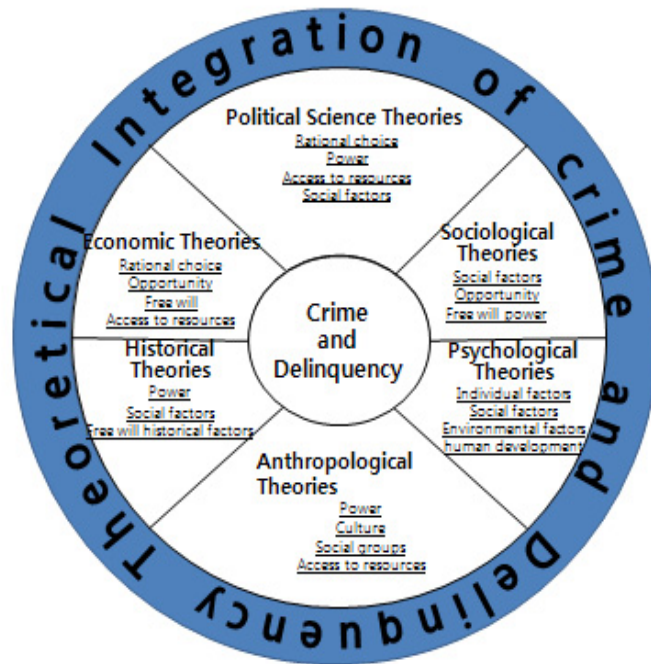 Theoretical Integration of crime and Delinquency
Political Science Theories
Rational choice
Power
Access to resources
Social factors
Economic Theories
Rational choice
Opportunity
Free will
Access to resources
Sociological
Theories
Social factors
Opportunity
Free will power
Crime
and
Delinquency
Historical
Theories
Power
Social factors
Free will historical factors
Psychological
Theories
Individual factors
Social factors
Environmental factors
human development
Anthropological
Theories
Power
Culture
Social groups
Access to resources